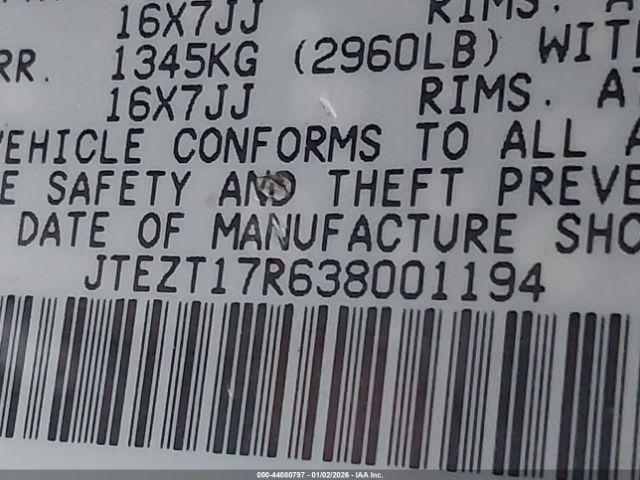 16X7JJ RIMS.
RR. 1345KG (2960LB) WIT
16X7JJ RIMS. A
VEHICLE CONFORMS TO ALL A
E SAFETY AND THEFT PREVE
DATE OF MANUFACTURE SHO
JTEZT17R638001194
000-44080797 - 01/02/2026 - IAA Inc.